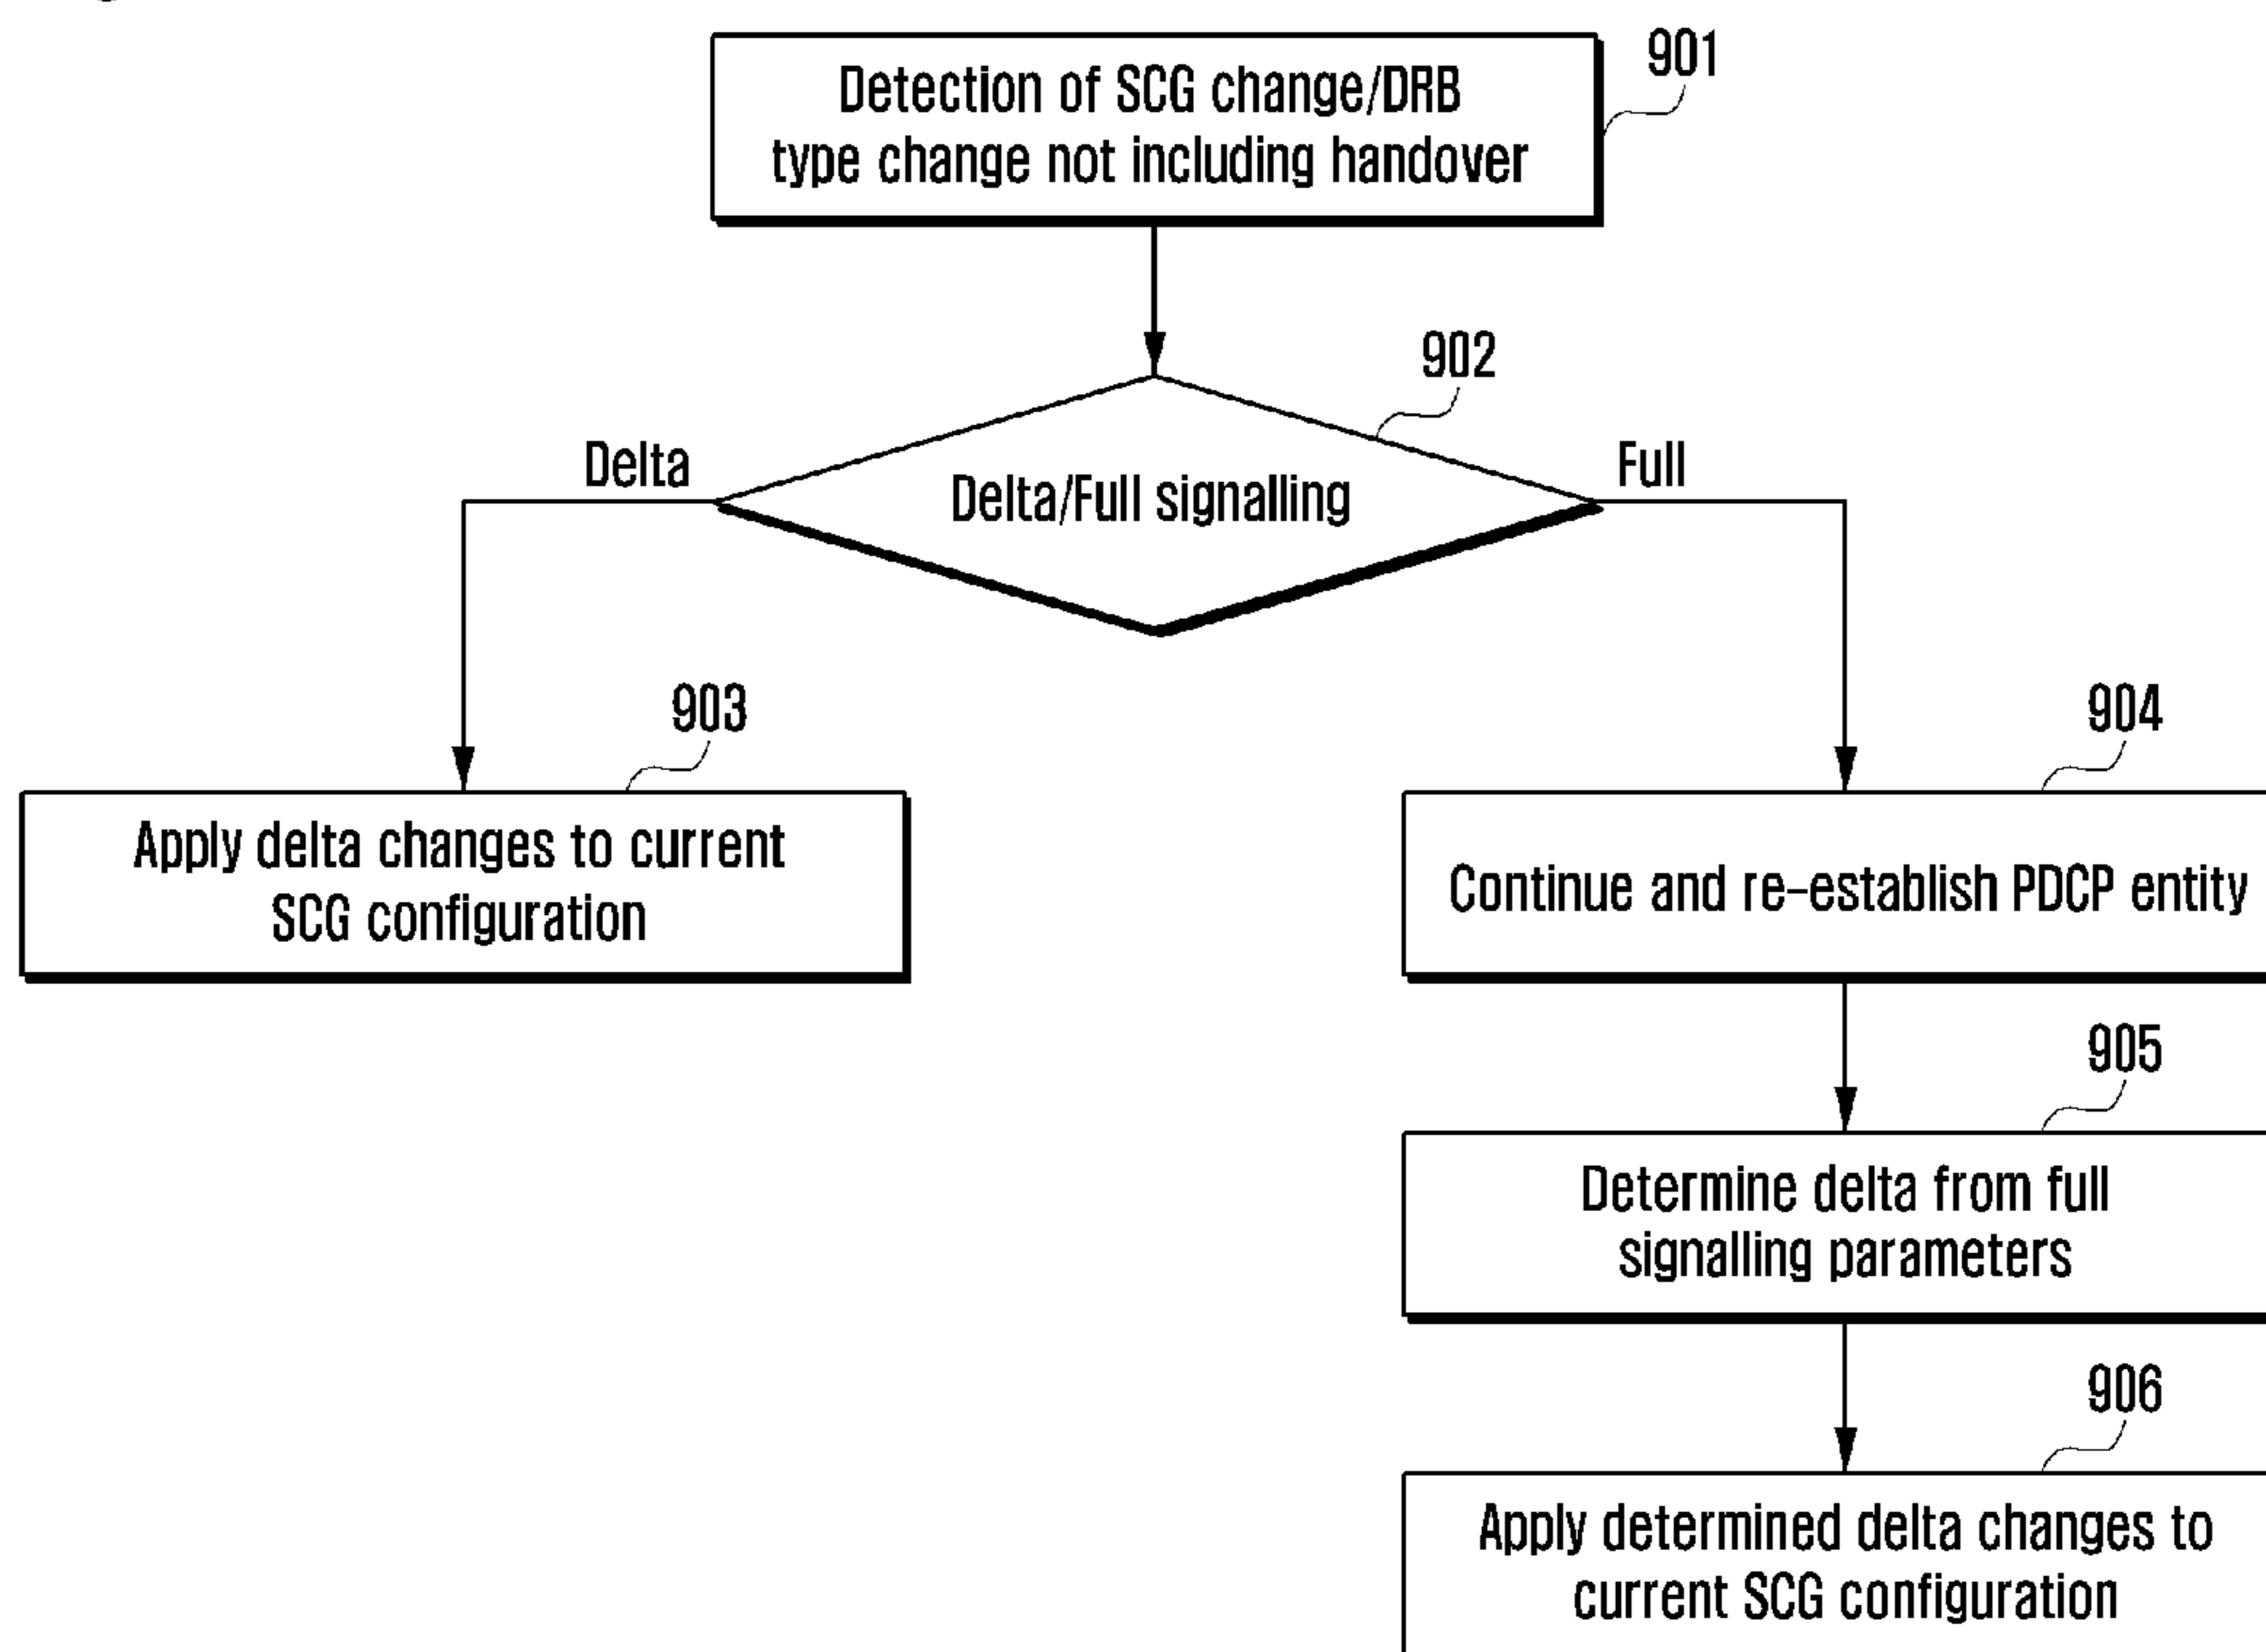 901
Detection of SCG change/DRB
type change not including handover
902
Delta
Full
Delta/Full signalling
903
904
Apply delta changes to current
SCG configuration
Continue and re-establish PDCP entity
905
Determine delta from full
signalling parameters
906
Apply determined delta changes to
current SCG configuration